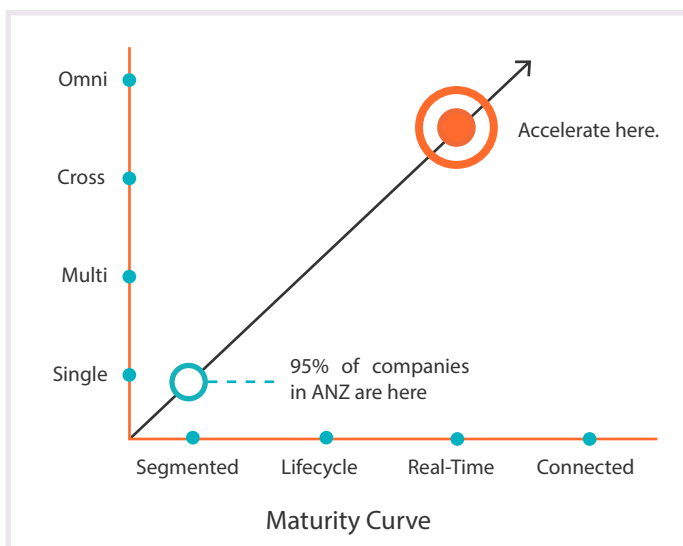 Omni
Cross
Accelerate here.
Multi
Single
95% of companies
in ANZ are here
Segmented
Lifecycle
Real-Time
Connected
Maturity Curve